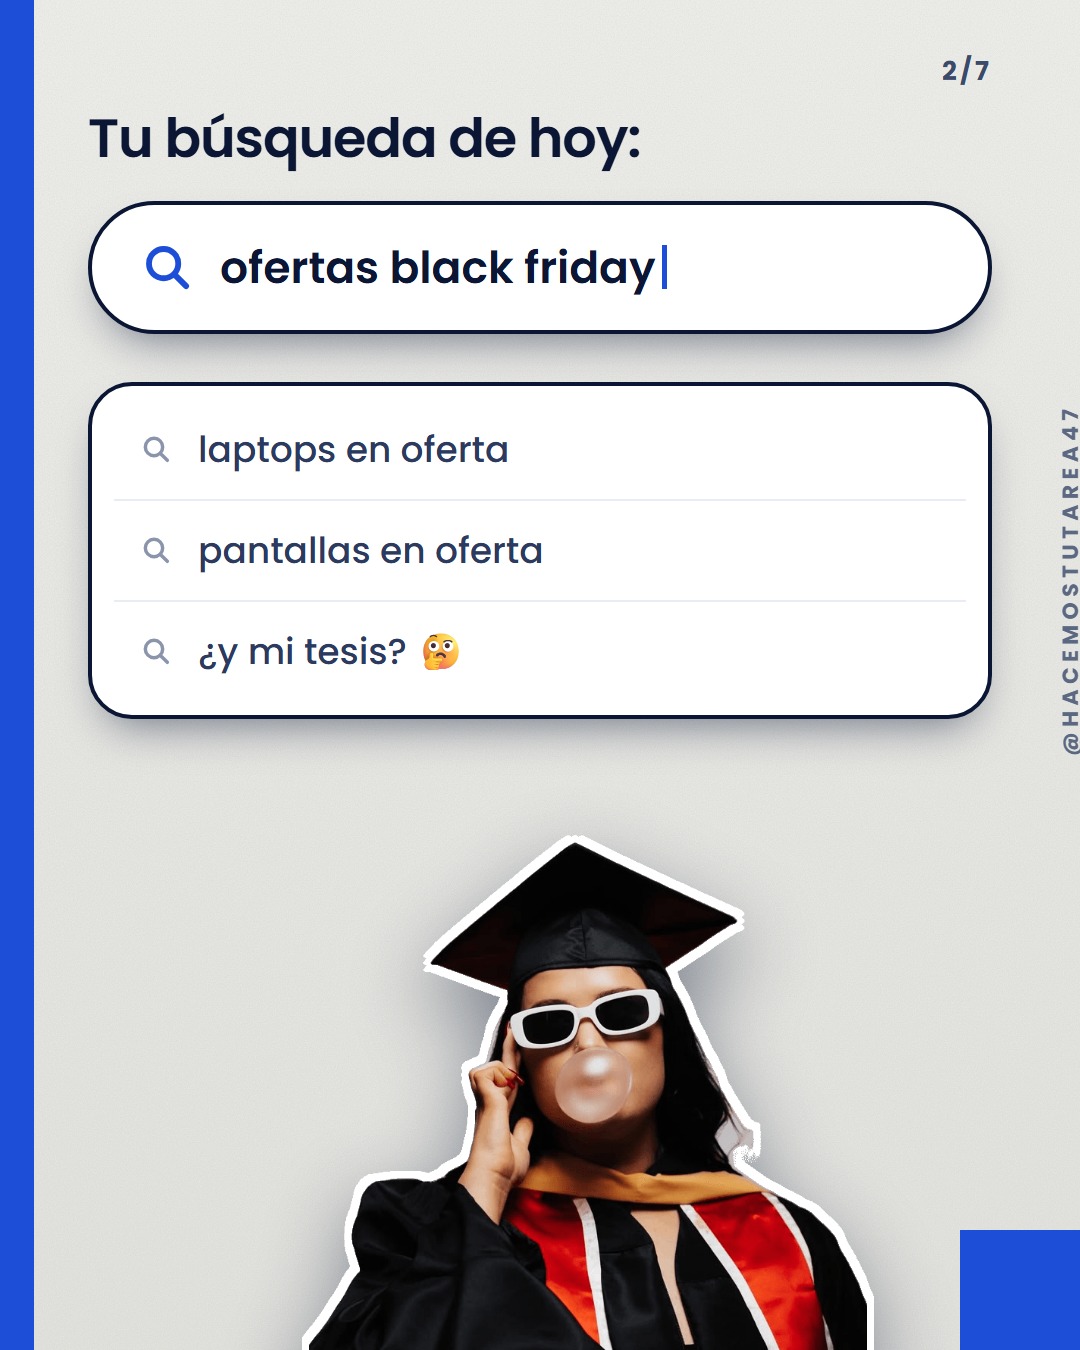 2/7
Tu búsqueda de hoy:
ofertas black friday
laptops en oferta
pantallas en oferta
¿y mi tesis? 🤔
@HACEMOSTUTAREA47